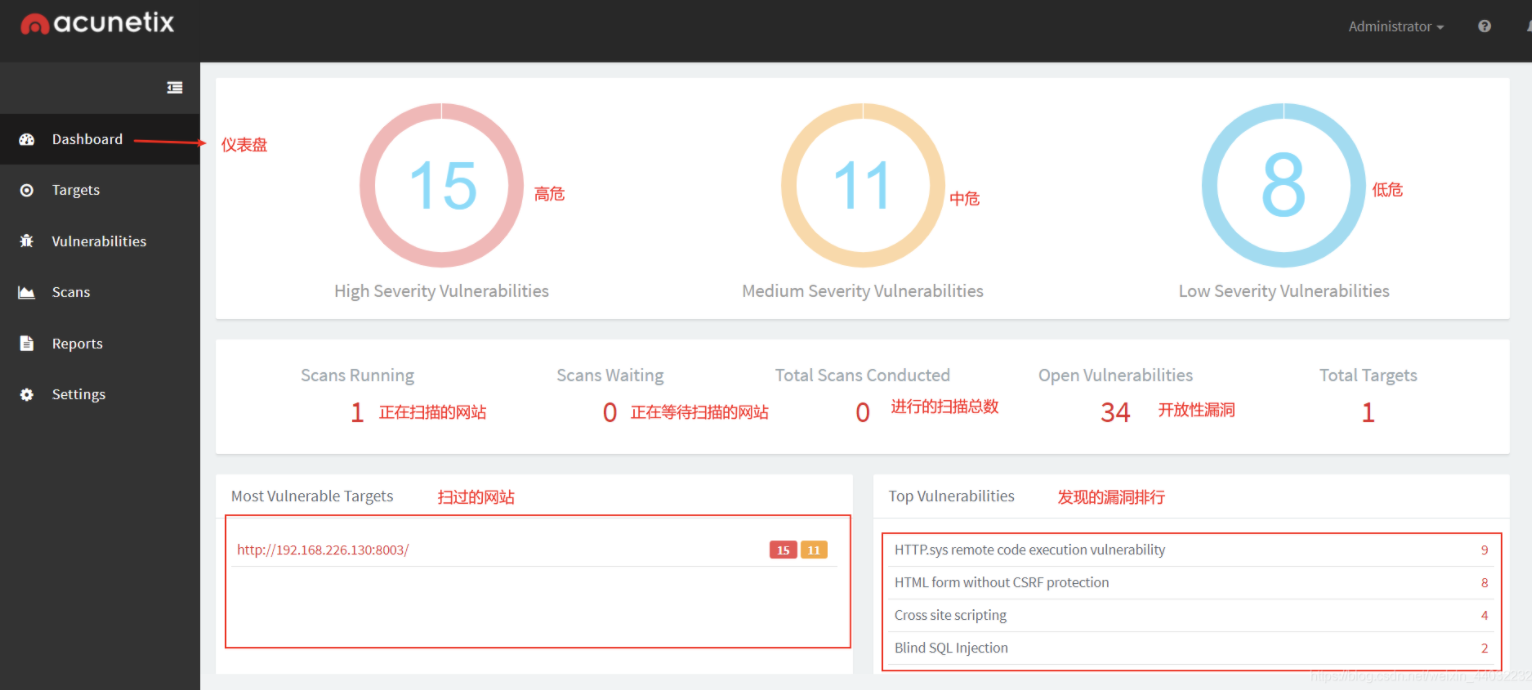 acunetix
Administrator
Dashboard
仪表盘
Targets
Vulnerabilities
Scans
Reports
Settings
15 高危
11 中危
8 低危
High Severity Vulnerabilities
Medium Severity Vulnerabilities
Low Severity Vulnerabilities
Scans Running
1 正在扫描的网站
Scans Waiting
0 正在等待扫描的网站
Total Scans Conducted
0 进行的扫描总数
Open Vulnerabilities
34 开放性漏洞
Total Targets
1
Most Vulnerable Targets 扫过的网站
http://192.168.226.130:8003/ 15 11
Top Vulnerabilities 发现的漏洞排行
HTTP.sys remote code execution vulnerability 9
HTML form without CSRF protection 8
Cross site scripting 4
Blind SQL Injection 2